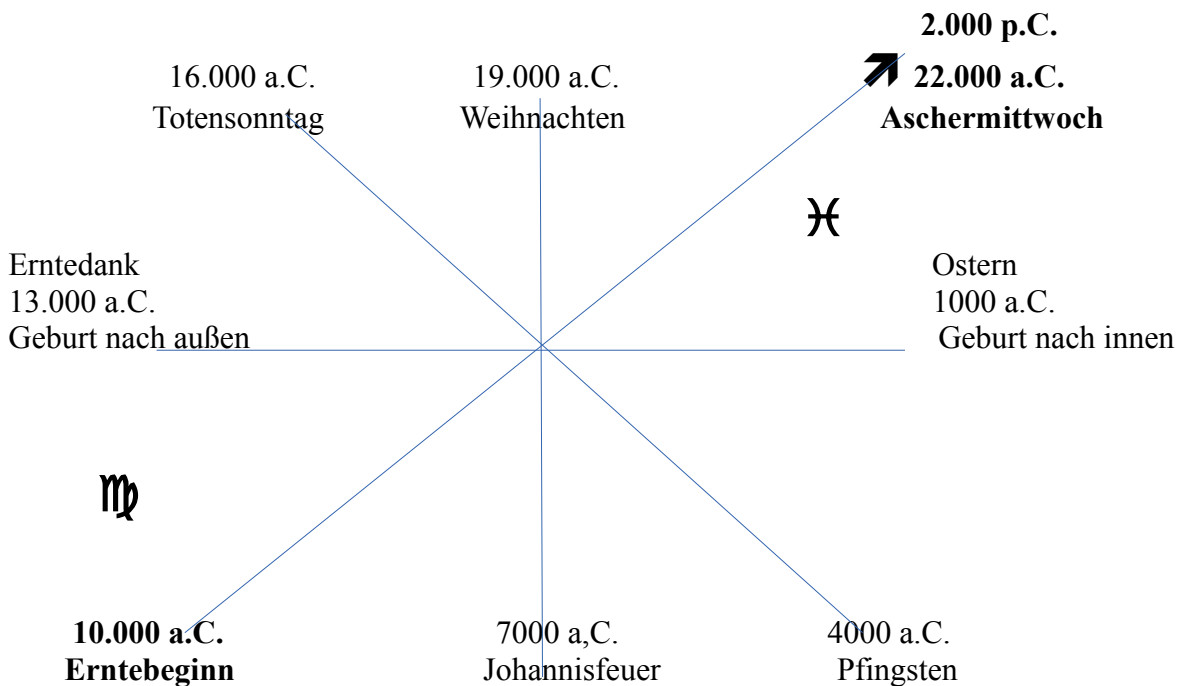 2.000 p.C.
16.000 a.C.
Totensonntag
19.000 a.C.
Weihnachten
22.000 a.C.
Aschermittwoch
♓
Erntedank
13.000 a.C.
Geburt nach außen
Ostern
1000 a.C.
Geburt nach innen
♍
10.000 a.C.
Erntebeginn
7000 a,C.
Johannisfeuer
4000 a.C.
Pfingsten